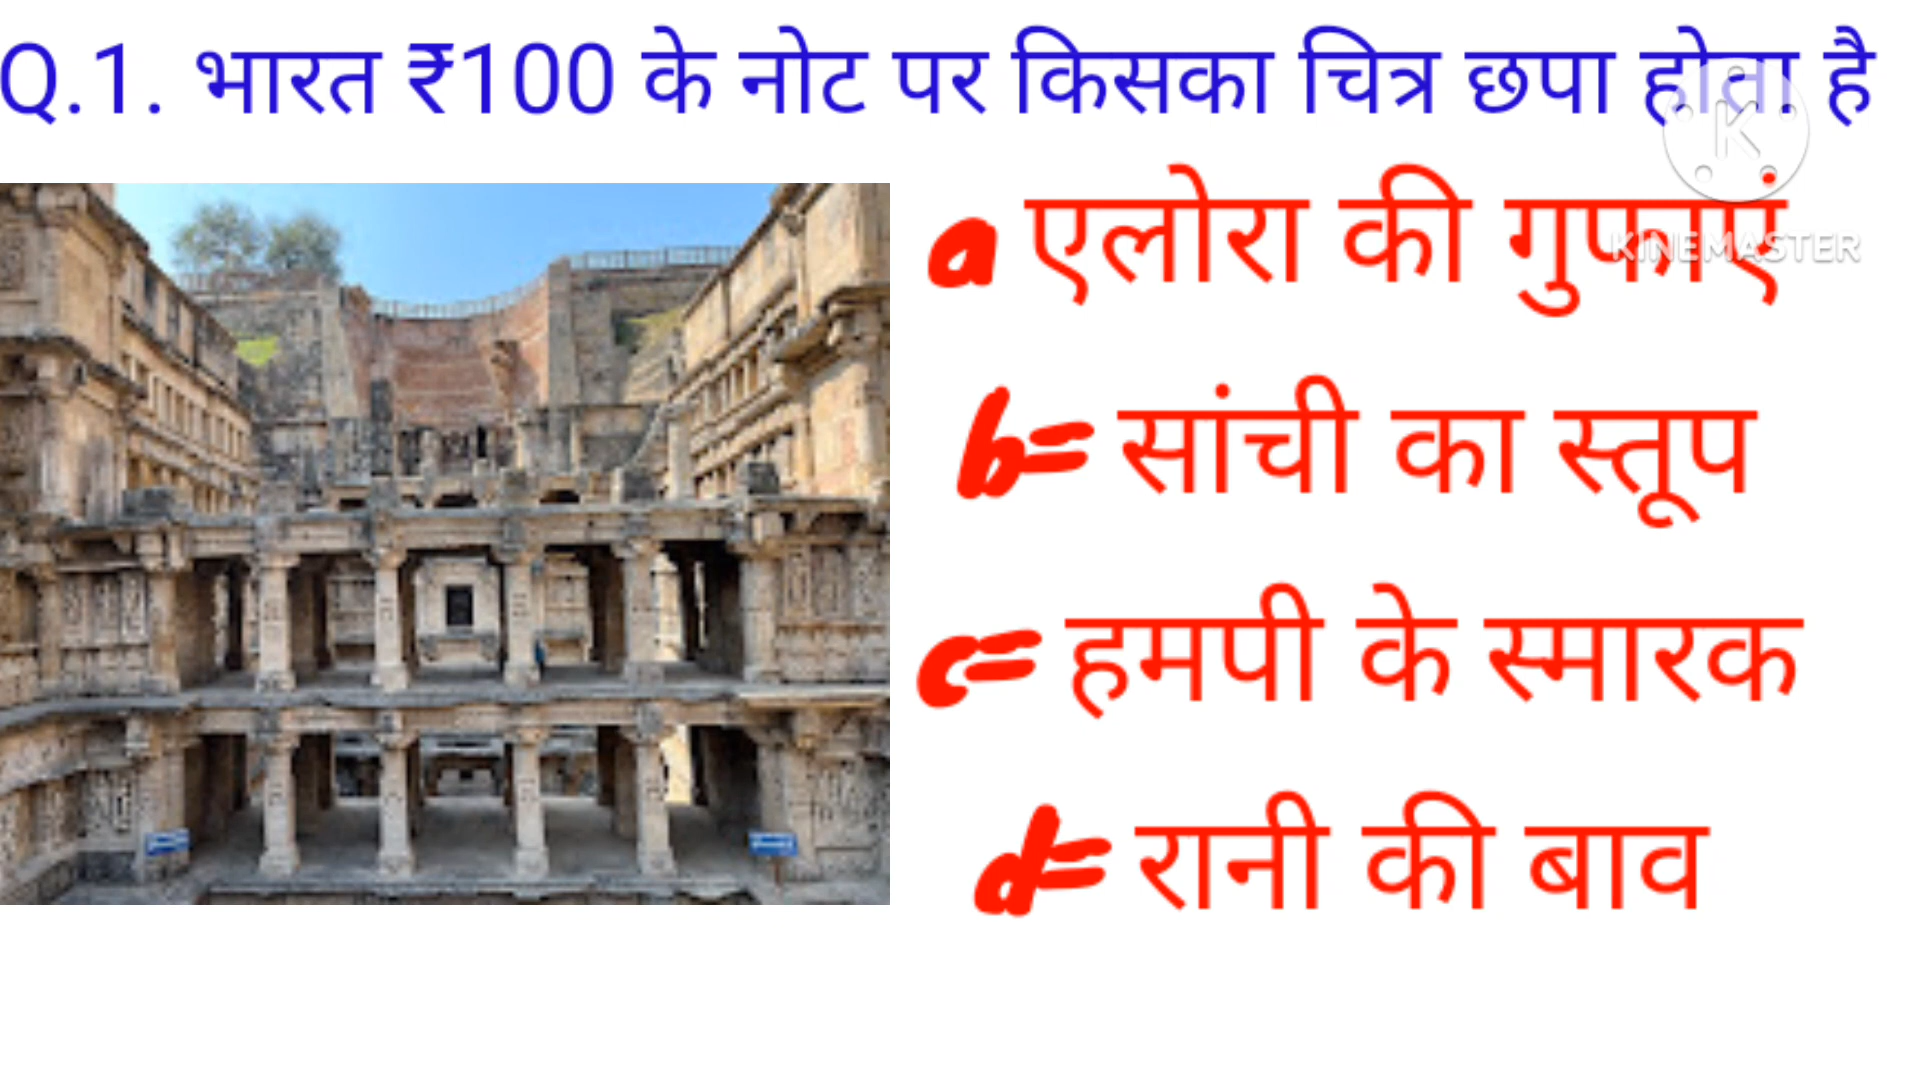 Q.1. भारत ₹100 के नोट पर किसका चित्र छपा होता है
a एलोरा की गुफाएं
KINEMASTER
b= सांची का स्तूप
c= हमपी के स्मारक
d= रानी की बाव